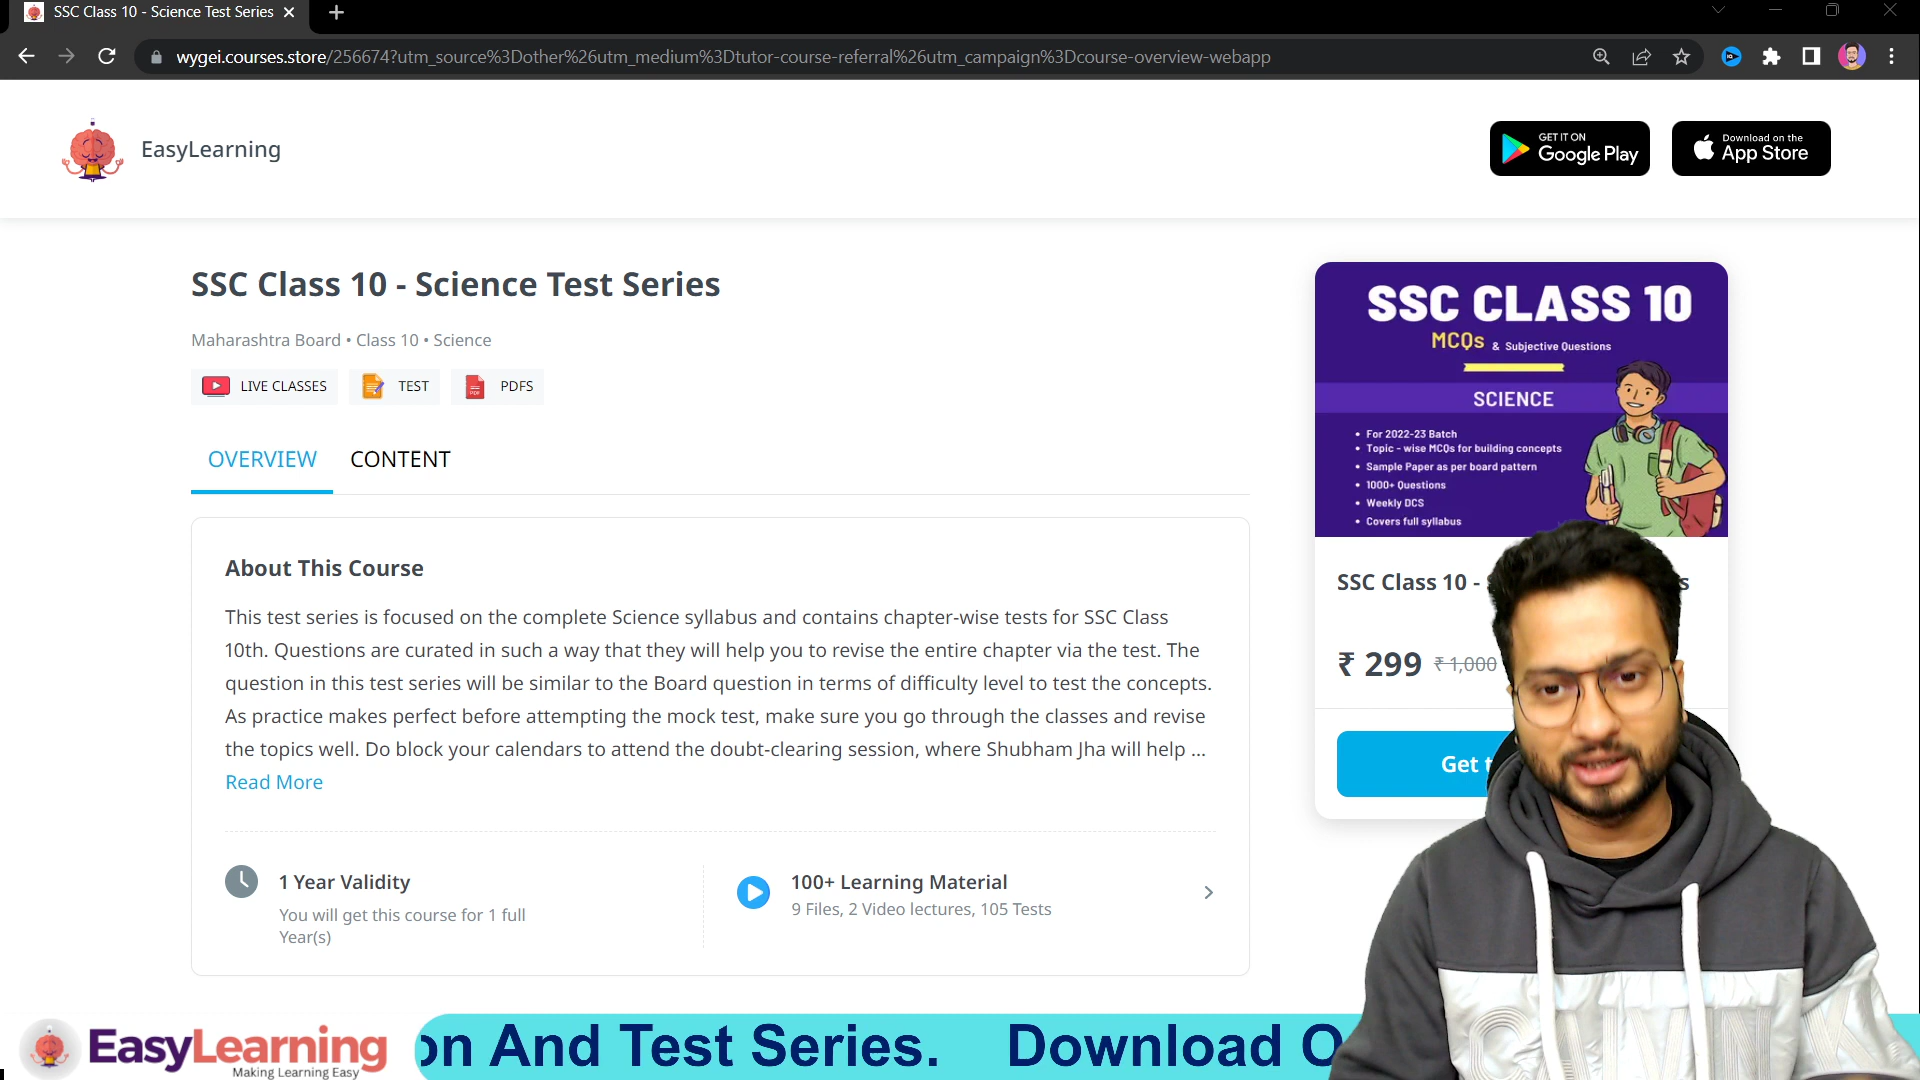 SSC Class 10 - Science Test Series
wygei.courses.store/256674?utm_source%3Dother%26utm_medium%3Dtutor-course-referral%26utm_campaign%3Dcourse-overview-webapp
EasyLearning
GET IT ON
Google Play
Download on the
App Store
SSC Class 10 - Science Test Series
Maharashtra Board • Class 10 • Science
LIVE CLASSES
TEST
PDFS
OVERVIEW
CONTENT
About This Course
This test series is focused on the complete Science syllabus and contains chapter-wise tests for SSC Class
10th. Questions are curated in such a way that they will help you to revise the entire chapter via the test. The
question in this test series will be similar to the Board question in terms of difficulty level to test the concepts.
As practice makes perfect before attempting the mock test, make sure you go through the classes and revise
the topics well. Do block your calendars to attend the doubt-clearing session, where Shubham Jha will help ...
Read More
1 Year Validity
You will get this course for 1 full
Year(s)
100+ Learning Material
9 Files, 2 Video lectures, 105 Tests
SSC CLASS 10
MCQs & Subjective Questions
SCIENCE
• For 2022-23 Batch
• Topic - wise MCQs for building concepts
• Sample Paper as per board pattern
• 1000+ Questions
• Weekly DCS
• Covers full syllabus
SSC Class 10 -
₹ 299 ₹ 1,000
Get
EasyLearning
Making Learning Easy
on And Test Series. Download O